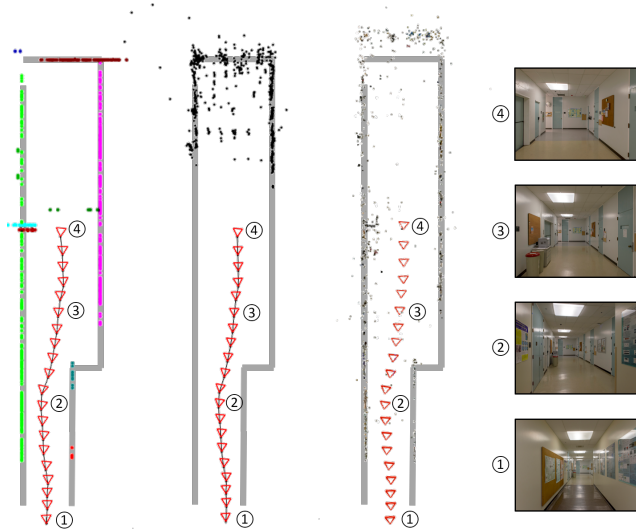 ④ ④ ④ ④
③ ③ ③ ③
② ② ② ②
① ① ① ①